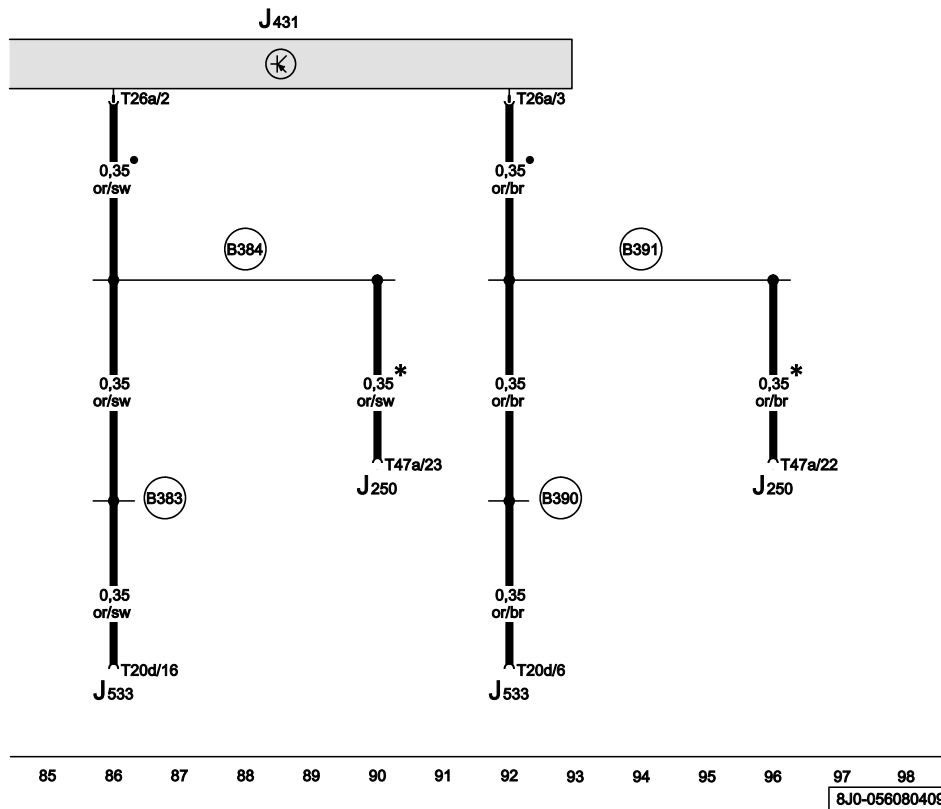 J431
T26a/2
T26a/3
0,35
or/sw
0,35
or/br
B384
B391
0,35
or/sw
0,35 *
or/sw
0,35
or/br
0,35 *
or/br
T47a/23
J250
T47a/22
J250
B383
B390
0,35
or/sw
0,35
or/br
T20d/16
J533
T20d/6
J533
85 86 87 88 89 90 91 92 93 94 95 96 97 98
8J0-056080409